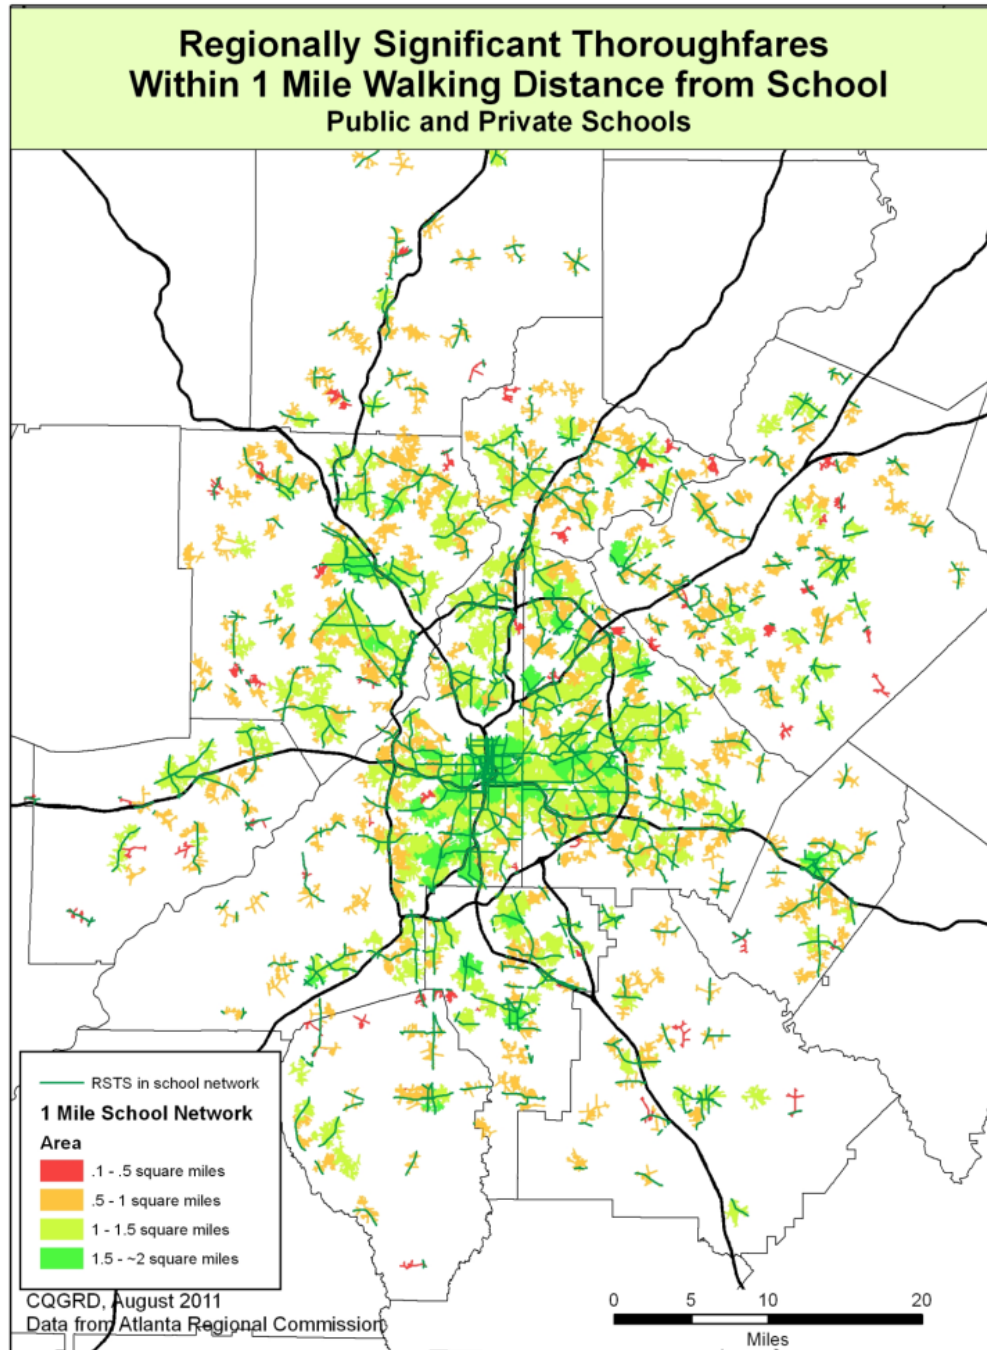 Regionally Significant Thoroughfares
Within 1 Mile Walking Distance from School
Public and Private Schools
RSTS in school network
1 Mile School Network
Area
.1 - .5 square miles
.5 - 1 square miles
1 - 1.5 square miles
1.5 - ~2 square miles
CQGRD, August 2011
Data from Atlanta Regional Commission
0 5 10 20
Miles